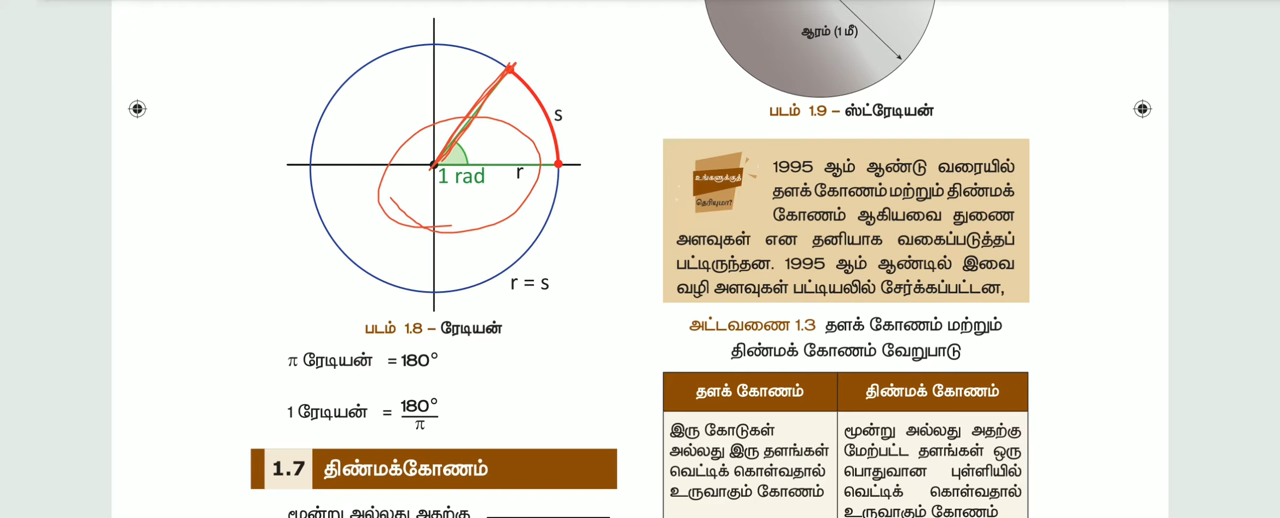 s
1 rad
r
r = s
படம் 1.8 – ரேடியன்
π ரேடியன் = 180°
1 ரேடியன் = 180°
π
1.7 திண்மக்கோணம்
மூன்று அல்லது அதற்கு
ஆரம் (1 மீ)
படம் 1.9 – ஸ்ட்ரேடியன்
உங்களுக்குத்
தெரியுமா?
1995 ஆம் ஆண்டு வரையில்
தளக் கோணம் மற்றும் திண்மக்
கோணம் ஆகியவை துணை
அளவுகள் என தனியாக வகைப்படுத்தப்
பட்டிருந்தன. 1995 ஆம் ஆண்டில் இவை
வழி அளவுகள் பட்டியலில் சேர்க்கப்பட்டன,
அட்டவணை 1.3 தளக் கோணம் மற்றும்
திண்மக் கோணம் வேறுபாடு
தளக் கோணம்
இரு கோடுகள்
அல்லது இரு தளங்கள்
வெட்டிக் கொள்வதால்
உருவாகும் கோணம்
திண்மக் கோணம்
மூன்று அல்லது அதற்கு
மேற்பட்ட தளங்கள் ஒரு
பொதுவான புள்ளியில்
வெட்டிக் கொள்வதால்
உருவாகும் கோணம்